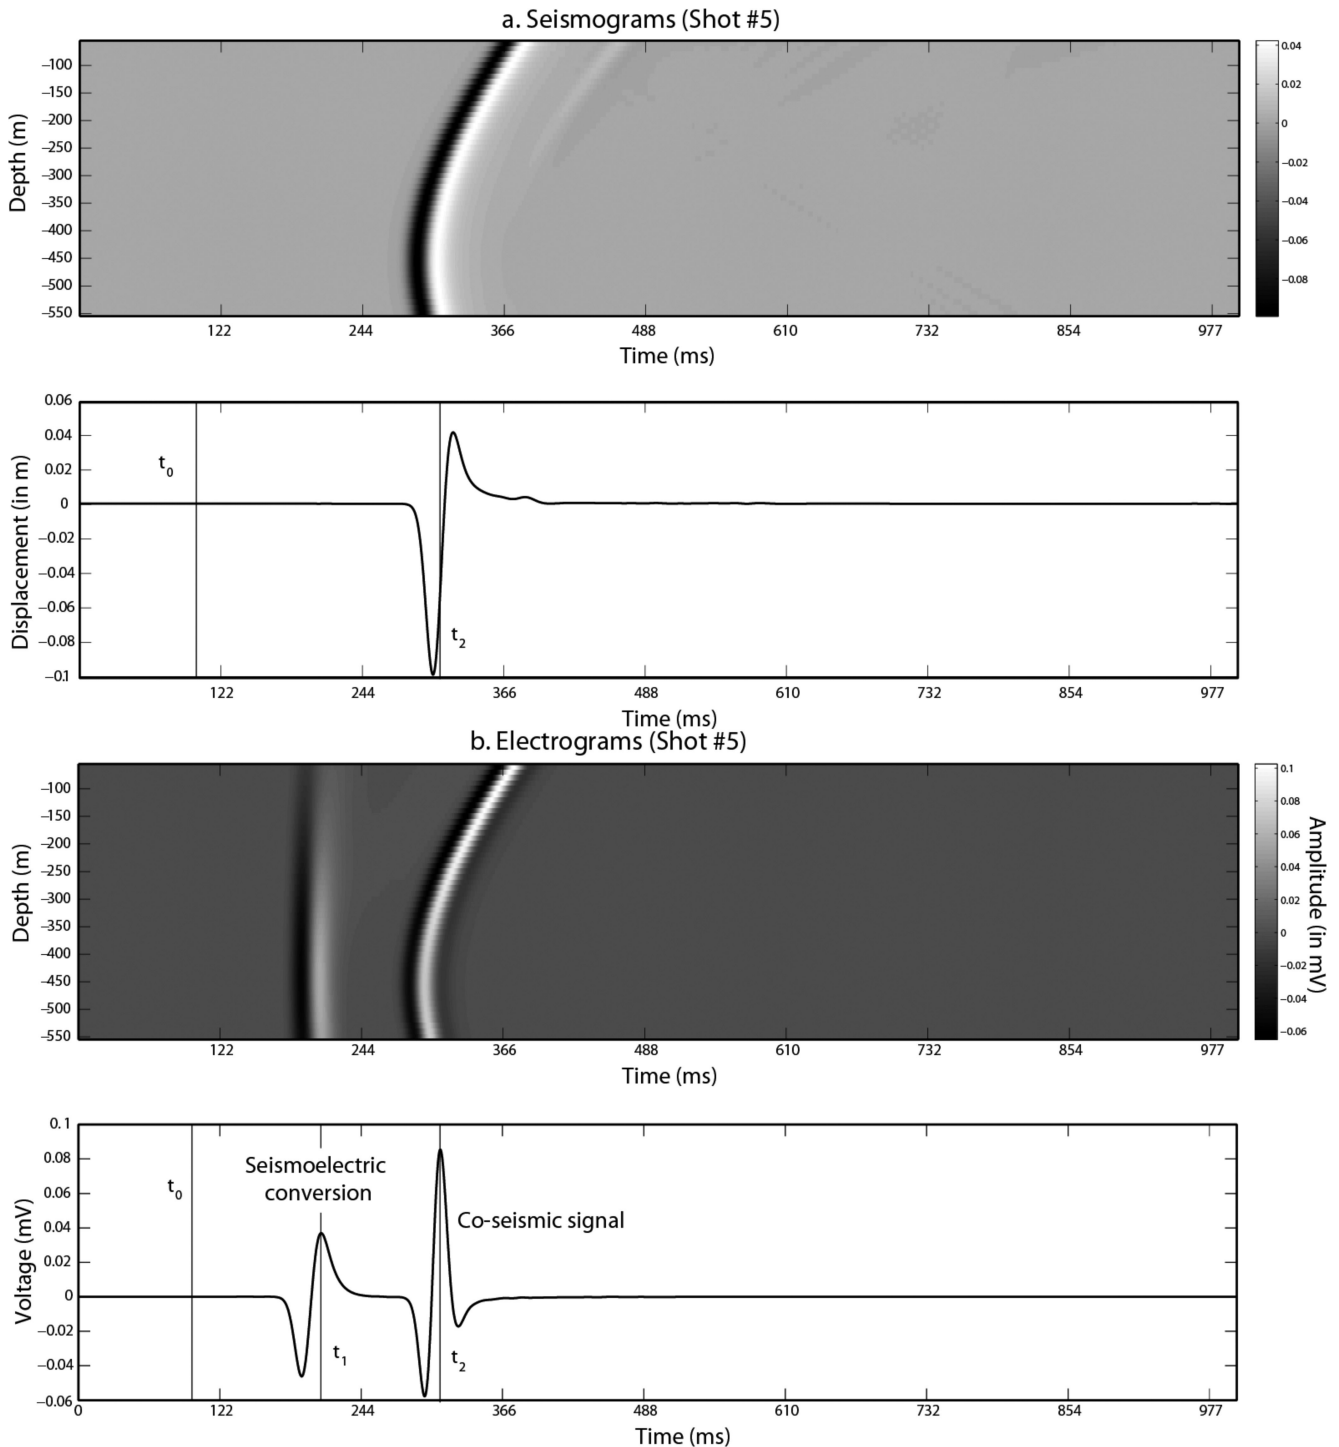 a. Seismograms (Shot #5)
Depth (m)
–100
–150
–200
–250
–300
–350
–400
–450
–500
–550
122 244 366 488 610 732 854 977
Time (ms)
0.04
0.02
0
–0.02
–0.04
–0.06
–0.08
Displacement (in m)
0.06
0.04
0.02
0
–0.02
–0.04
–0.06
–0.08
–0.1
t0
t2
122 244 366 488 610 732 854 977
Time (ms)
b. Electrograms (Shot #5)
Depth (m)
–100
–150
–200
–250
–300
–350
–400
–450
–500
–550
122 244 366 488 610 732 854 977
Time (ms)
0.1
0.08
0.06
0.04
0.02
0
–0.02
–0.04
–0.06
Amplitude (in mV)
Voltage (mV)
0.1
0.08
0.06
0.04
0.02
0
–0.02
–0.04
–0.06
t0
Seismoelectric
conversion
Co-seismic signal
t1
t2
0 122 244 366 488 610 732 854 977
Time (ms)